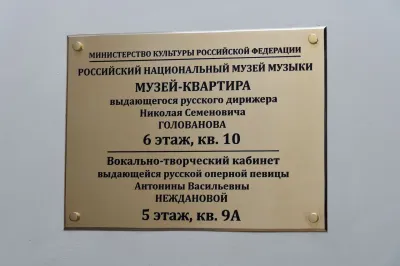 МИНИСТЕРСТВО КУЛЬТУРЫ РОССИЙСКОЙ ФЕДЕРАЦИИ
РОССИЙСКИЙ НАЦИОНАЛЬНЫЙ МУЗЕЙ МУЗЫКИ
МУЗЕЙ-КВАРТИРА
выдающегося русского дирижера
Николая Семеновича
ГОЛОВАНОВА
6 этаж, кв. 10
Вокально-творческий кабинет
выдающейся русской оперной певицы
Антонины Васильевны
НЕЖДАНОВОЙ
5 этаж, кв. 9А